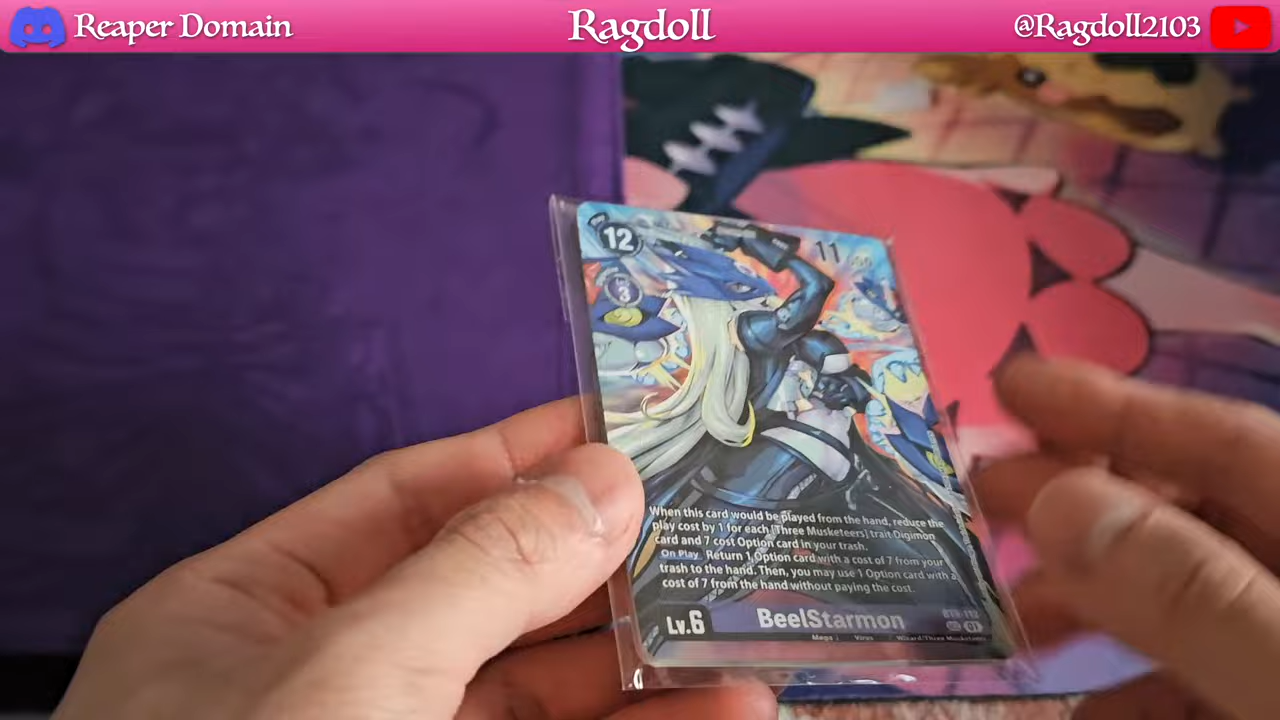 Reaper Domain
Ragdoll
@Ragdoll2103
12
11
3
When this card would be played from the hand, reduce the
play cost by 1 for each [Three Musketeers] trait Digimon
card and 7 cost Option card in your trash.
On Play Return 1 Option card with a cost of 7 from your
trash to the hand. Then, you may use 1 Option card with a
cost of 7 from the hand without paying the cost.
Lv.6
BeelStarmon
Mega Virus Wizard/Three Musketeers